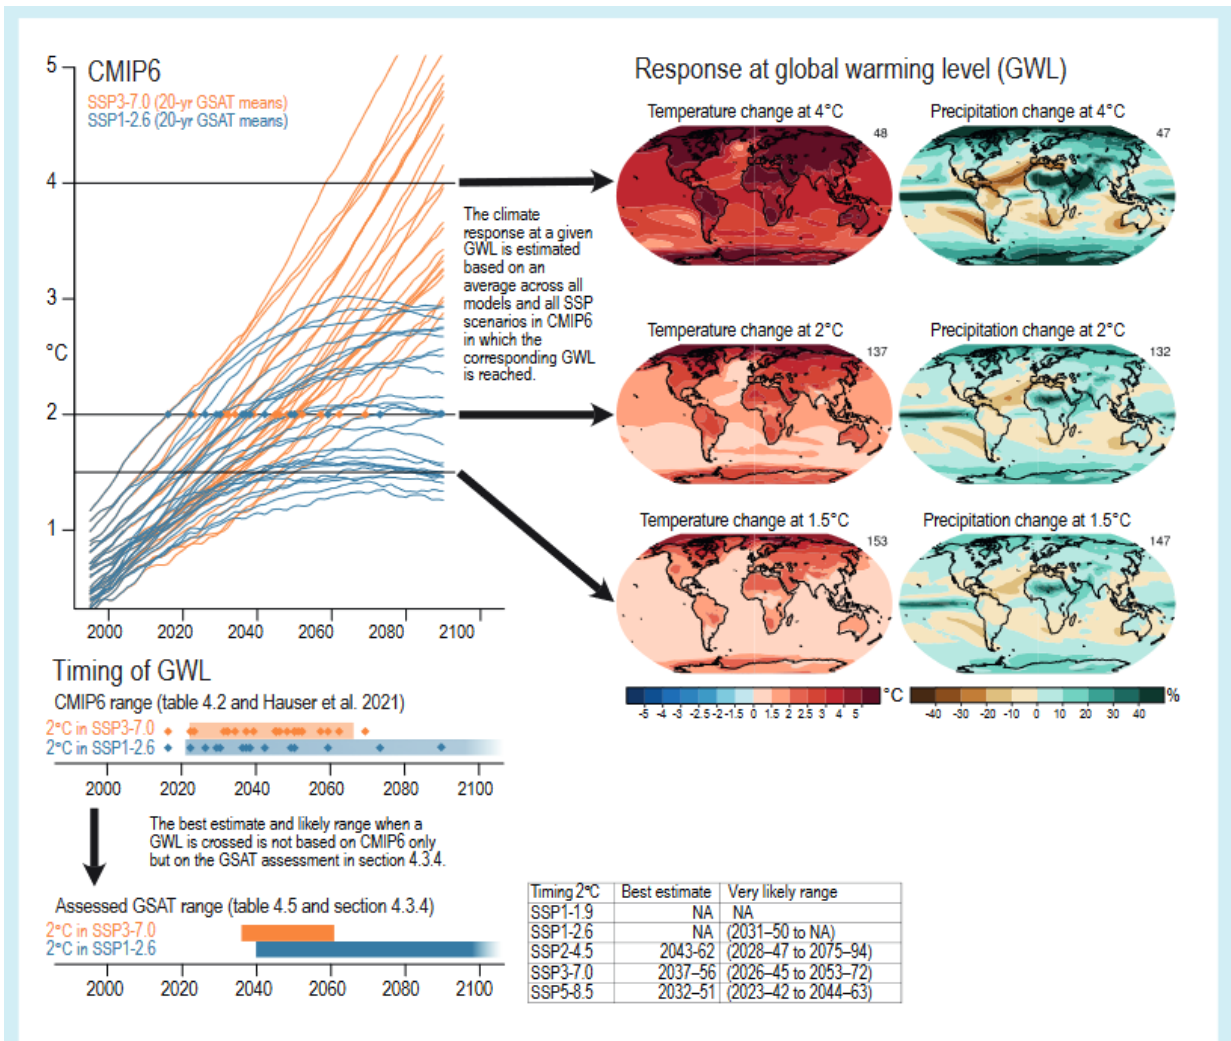 CMIP6
SSP3-7.0 (20-yr GSAT means)
SSP1-2.6 (20-yr GSAT means)
5
4
3
°C
2
1
2000 2020 2040 2060 2080 2100
The climate
response at a given
GWL is estimated
based on an
average across all
models and all SSP
scenarios in CMIP6
in which the
corresponding GWL
is reached.
Response at global warming level (GWL)
Temperature change at 4°C
48
Precipitation change at 4°C
47
Temperature change at 2°C
137
Precipitation change at 2°C
132
Temperature change at 1.5°C
153
Precipitation change at 1.5°C
147
°C
-5 -4 -3 -2.5 -2 -1.5 0 1.5 2 2.5 3 4 5
%
-40 -30 -20 -10 0 10 20 30 40
Timing of GWL
CMIP6 range (table 4.2 and Hauser et al. 2021)
2°C in SSP3-7.0
2°C in SSP1-2.6
2000 2020 2040 2060 2080 2100
The best estimate and likely range when a
GWL is crossed is not based on CMIP6 only
but on the GSAT assessment in section 4.3.4.
Assessed GSAT range (table 4.5 and section 4.3.4)
2°C in SSP3-7.0
2°C in SSP1-2.6
2000 2020 2040 2060 2080 2100
Timing 2°C Best estimate Very likely range
SSP1-1.9 NA NA
SSP1-2.6 NA (2031–50 to NA)
SSP2-4.5 2043-62 (2028–47 to 2075–94)
SSP3-7.0 2037–56 (2026–45 to 2053–72)
SSP5-8.5 2032–51 (2023–42 to 2044–63)